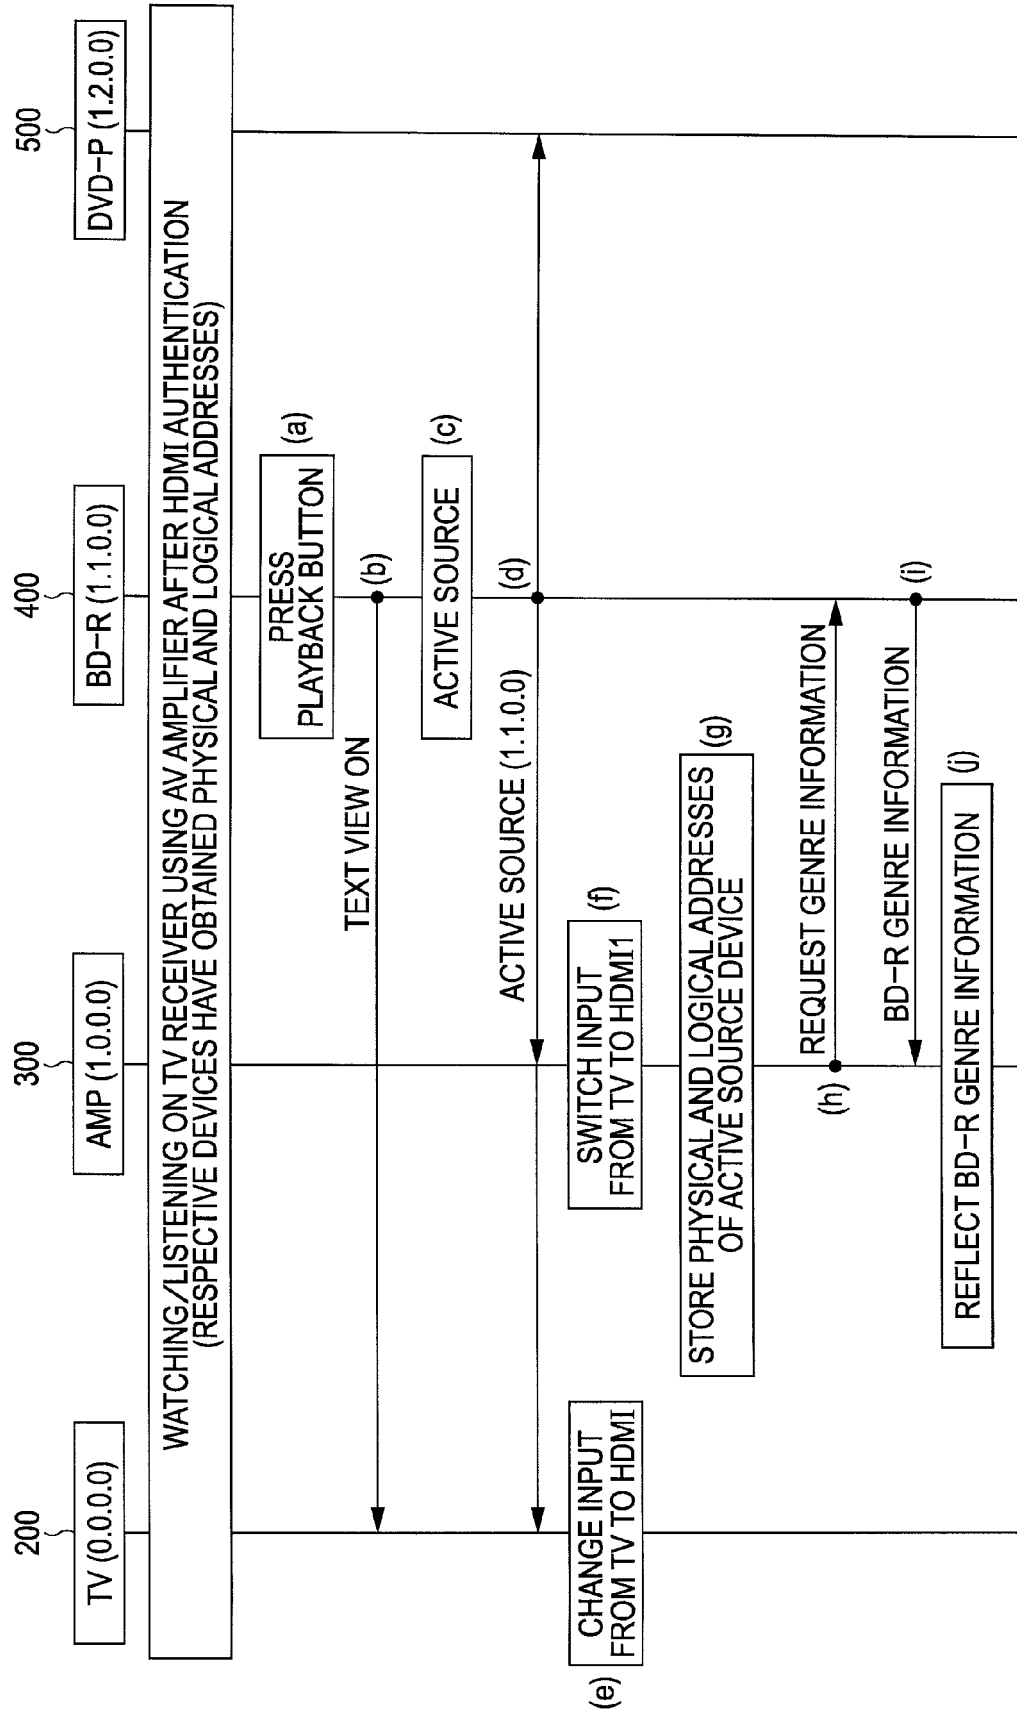 200
300
400
500
TV (0.0.0.0)
AMP (1.0.0.0)
BD-R (1.1.0.0)
DVD-P (1.2.0.0)
WATCHING/LISTENING ON TV RECEIVER USING AV AMPLIFIER AFTER HDMI AUTHENTICATION
(RESPECTIVE DEVICES HAVE OBTAINED PHYSICAL AND LOGICAL ADDRESSES)
PRESS
PLAYBACK BUTTON
(a)
TEXT VIEW ON
(b)
ACTIVE SOURCE
(c)
ACTIVE SOURCE (1.1.0.0)
(d)
(e)
CHANGE INPUT
FROM TV TO HDMI
SWITCH INPUT
FROM TV TO HDMI1
(f)
STORE PHYSICAL AND LOGICAL ADDRESSES
OF ACTIVE SOURCE DEVICE
(g)
(h)
REQUEST GENRE INFORMATION
BD-R GENRE INFORMATION
(i)
REFLECT BD-R GENRE INFORMATION
(j)